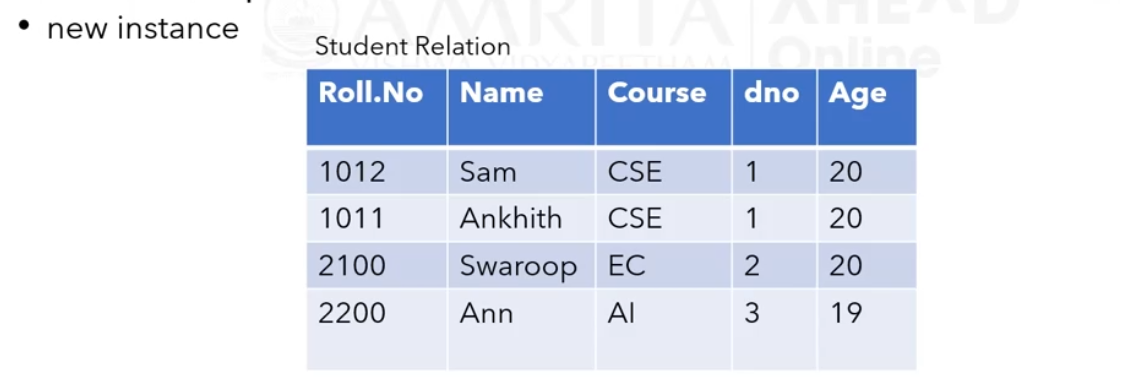 • new instance
AMRITA
AHEAD
VISHWA VIDYAPEETHAM
Online
Student Relation
Roll.No Name Course dno Age
1012 Sam CSE 1 20
1011 Ankhith CSE 1 20
2100 Swaroop EC 2 20
2200 Ann AI 3 19